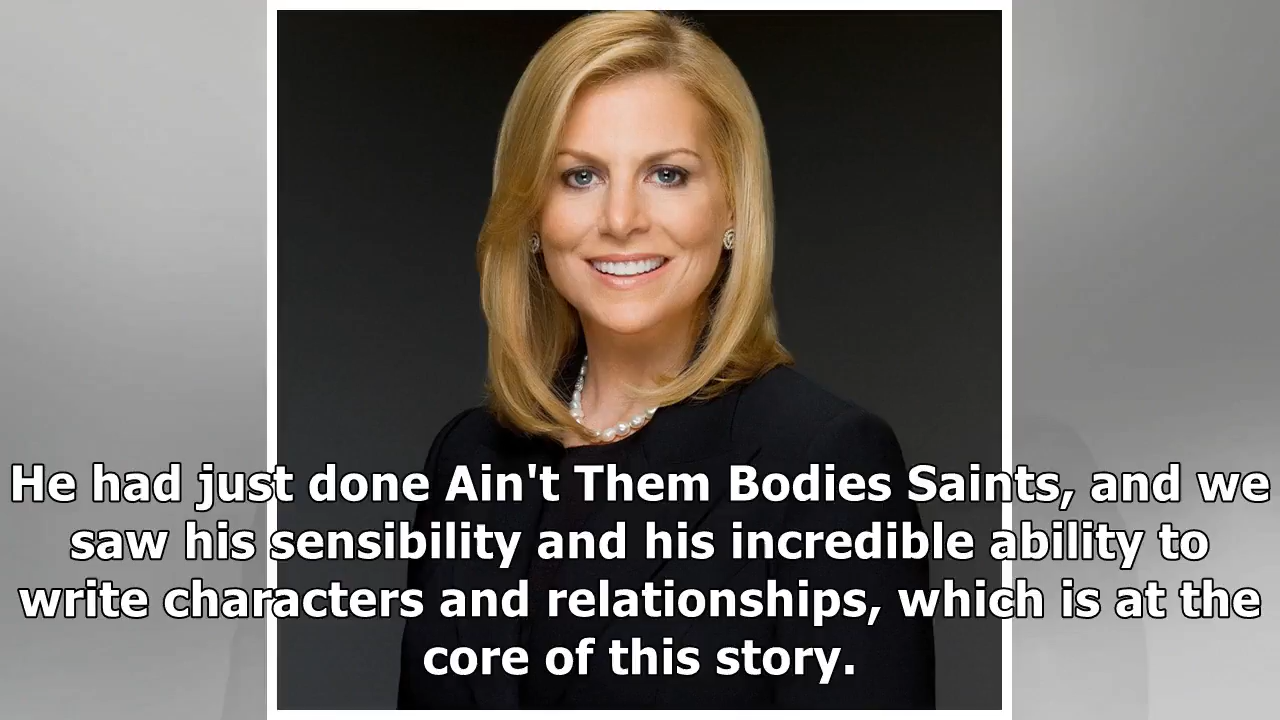 He had just done Ain't Them Bodies Saints, and we
saw his sensibility and his incredible ability to
write characters and relationships, which is at the
core of this story.